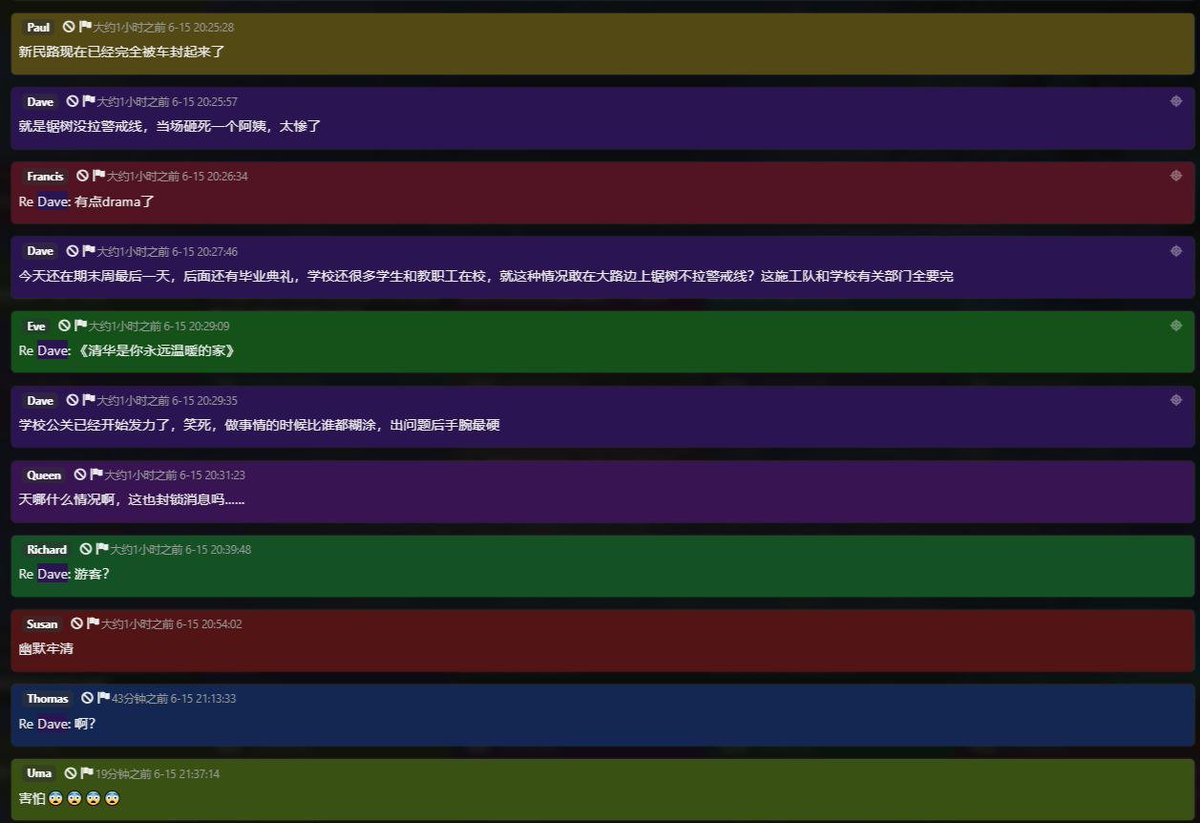 Paul 大约1小时之前 6-15 20:25:28
新民路现在已经完全被车封起来了
Dave 大约1小时之前 6-15 20:25:57
就是锯树没拉警戒线，当场砸死一个阿姨，太惨了
Francis 大约1小时之前 6-15 20:26:34
Re Dave: 有点drama了
Dave 大约1小时之前 6-15 20:27:46
今天还在期末周最后一天，后面还有毕业典礼，学校还很多学生和教职工在校，就这种情况敢在大路边上锯树不拉警戒线？这施工队和学校有关部门全要完
Eve 大约1小时之前 6-15 20:29:09
Re Dave: 《清华是你永远温暖的家》
Dave 大约1小时之前 6-15 20:29:35
学校公关已经开始发力了，笑死，做事情的时候比谁都糊涂，出问题后手腕最硬
Queen 大约1小时之前 6-15 20:31:23
天哪什么情况啊，这也封锁消息吗......
Richard 大约1小时之前 6-15 20:39:48
Re Dave: 游客？
Susan 大约1小时之前 6-15 20:54:02
幽默牢清
Thomas 43分钟之前 6-15 21:13:33
Re Dave: 啊？
Uma 19分钟之前 6-15 21:37:14
害怕😨😨😨😨